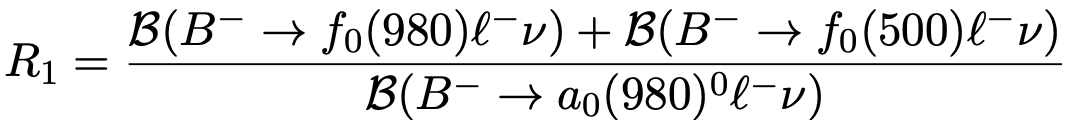 R_1 = \frac{\mathcal{B}(B^- \to f_0(980)\ell^-\nu) + \mathcal{B}(B^- \to f_0(500)\ell^-\nu)}{\mathcal{B}(B^- \to a_0(980)^0\ell^-\nu)}